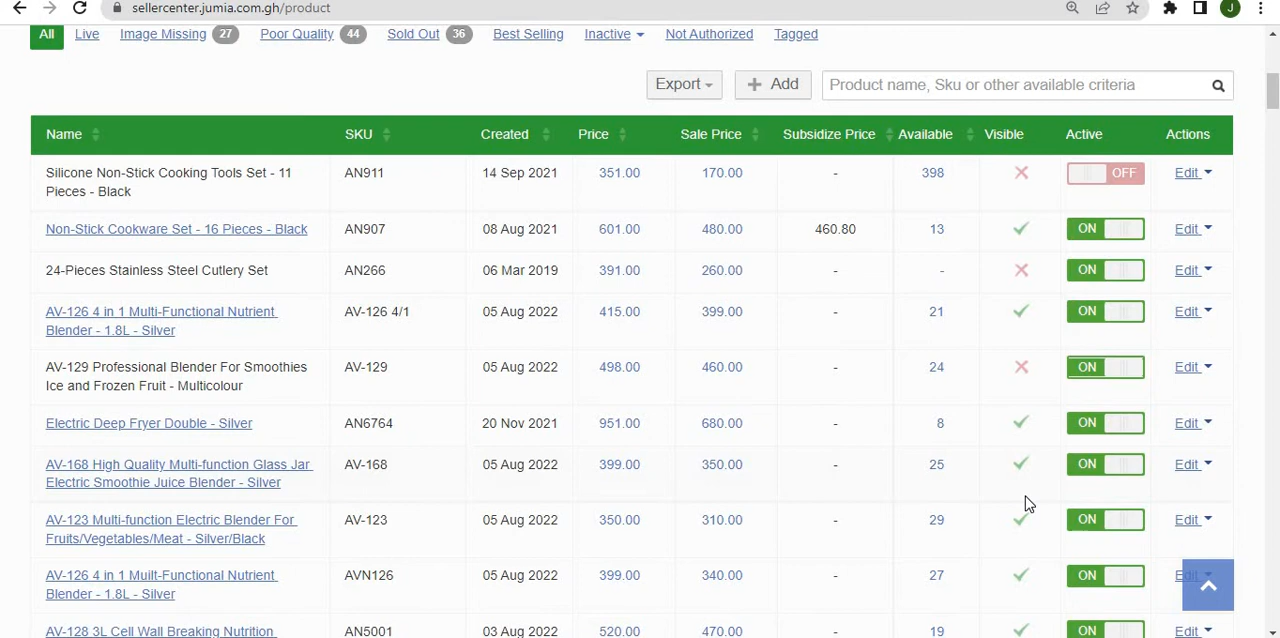 sellercenter.jumia.com.gh/product J
All Live Image Missing 27 Poor Quality 44 Sold Out 36 Best Selling Inactive Not Authorized Tagged
Export + Add Product name, Sku or other available criteria
Name SKU Created Price Sale Price Subsidize Price Available Visible Active Actions
Silicone Non-Stick Cooking Tools Set - 11 AN911 14 Sep 2021 351.00 170.00 - 398 OFF Edit
Pieces - Black
Non-Stick Cookware Set - 16 Pieces - Black AN907 08 Aug 2021 601.00 480.00 460.80 13 ON Edit
24-Pieces Stainless Steel Cutlery Set AN266 06 Mar 2019 391.00 260.00 - - ON Edit
AV-126 4 in 1 Multi-Functional Nutrient AV-126 4/1 05 Aug 2022 415.00 399.00 - 21 ON Edit
Blender - 1.8L - Silver
AV-129 Professional Blender For Smoothies AV-129 05 Aug 2022 498.00 460.00 - 24 ON Edit
Ice and Frozen Fruit - Multicolour
Electric Deep Fryer Double - Silver AN6764 20 Nov 2021 951.00 680.00 - 8 ON Edit
AV-168 High Quality Multi-function Glass Jar AV-168 05 Aug 2022 399.00 350.00 - 25 ON Edit
Electric Smoothie Juice Blender - Silver
AV-123 Multi-function Electric Blender For AV-123 05 Aug 2022 350.00 310.00 - 29 ON Edit
Fruits/Vegetables/Meat - Silver/Black
AV-126 4 in 1 Muilt-Functional Nutrient AVN126 05 Aug 2022 399.00 340.00 - 27 ON Edit
Blender - 1.8L - Silver
AV-128 3L Cell Wall Breaking Nutrition AN5001 03 Aug 2022 520.00 470.00 - 19 ON Edit